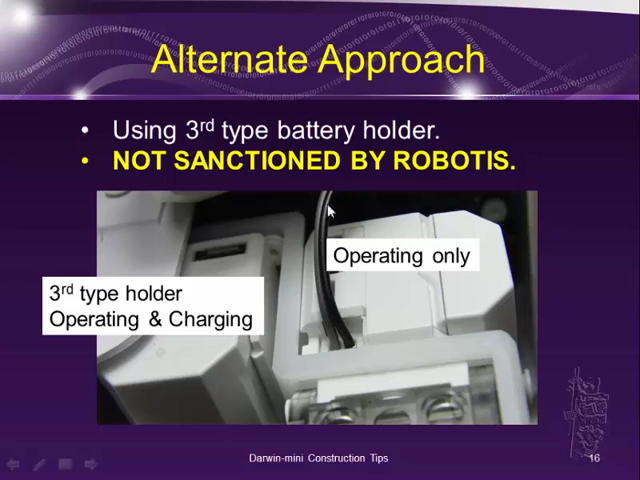 Alternate Approach
• Using 3rd type battery holder.
• NOT SANCTIONED BY ROBOTIS.
Operating only
3rd type holder
Operating & Charging
Darwin-mini Construction Tips
16